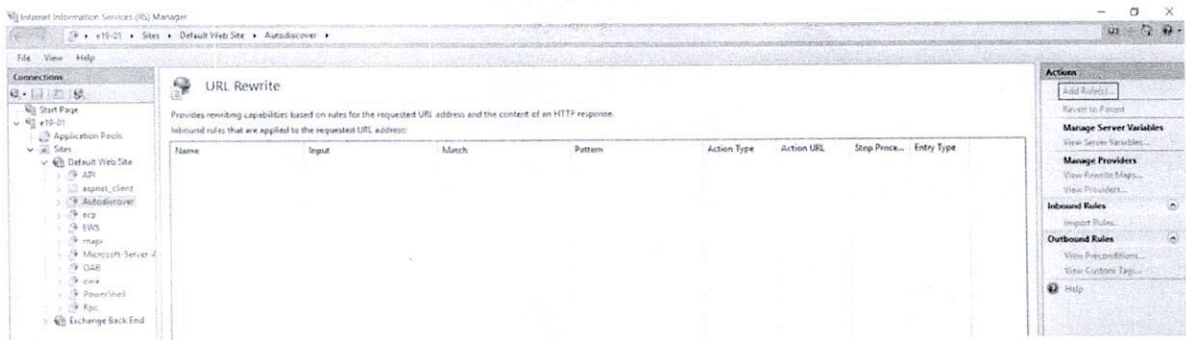 Internet Information Services (IIS) Manager
e19-01 ▸ Sites ▸ Default Web Site ▸ Autodiscover ▸
File View Help
Connections
Start Page
e19-01
Application Pools
Sites
Default Web Site
API
aspnet_client
Autodiscover
ecp
EWS
mapi
Microsoft-Server-A
OAB
owa
PowerShell
Rpc
Exchange Back End
URL Rewrite
Provides rewriting capabilities based on rules for the requested URL address and the content of an HTTP response.
Inbound rules that are applied to the requested URL address:
Name Input Match Pattern Action Type Action URL Stop Proce... Entry Type
Actions
Add Rule(s)...
Revert to Parent
Manage Server Variables
View Server Variables...
Manage Providers
View Rewrite Maps...
View Providers...
Inbound Rules
Import Rules...
Outbound Rules
View Preconditions...
View Custom Tags...
Help